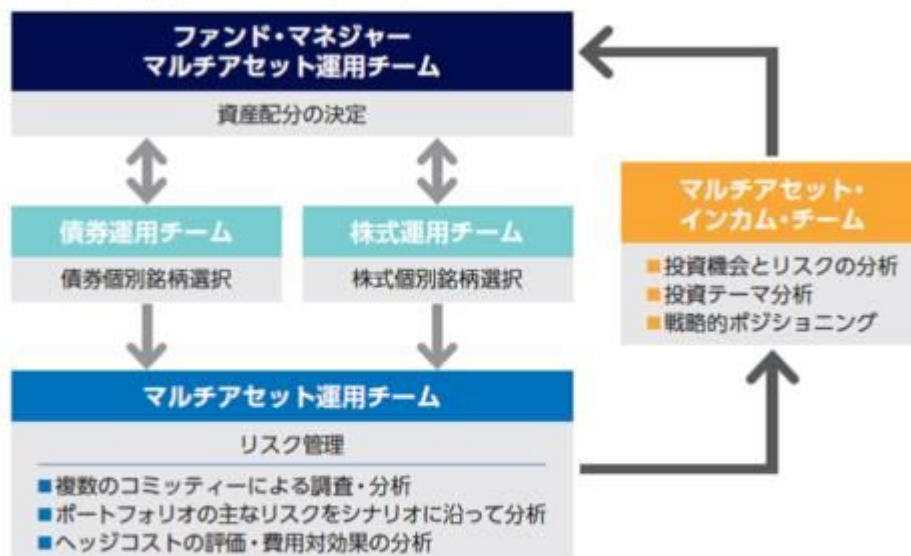 ファンド・マネジャー
マルチアセット運用チーム
資産配分の決定
債券運用チーム
債券個別銘柄選択
株式運用チーム
株式個別銘柄選択
マルチアセット運用チーム
リスク管理
■複数のコミッティーによる調査・分析
■ポートフォリオの主なリスクをシナリオに沿って分析
■ヘッジコストの評価・費用対効果の分析
マルチアセット・
インカム・チーム
■投資機会とリスクの分析
■投資テーマ分析
■戦略的ポジショニング